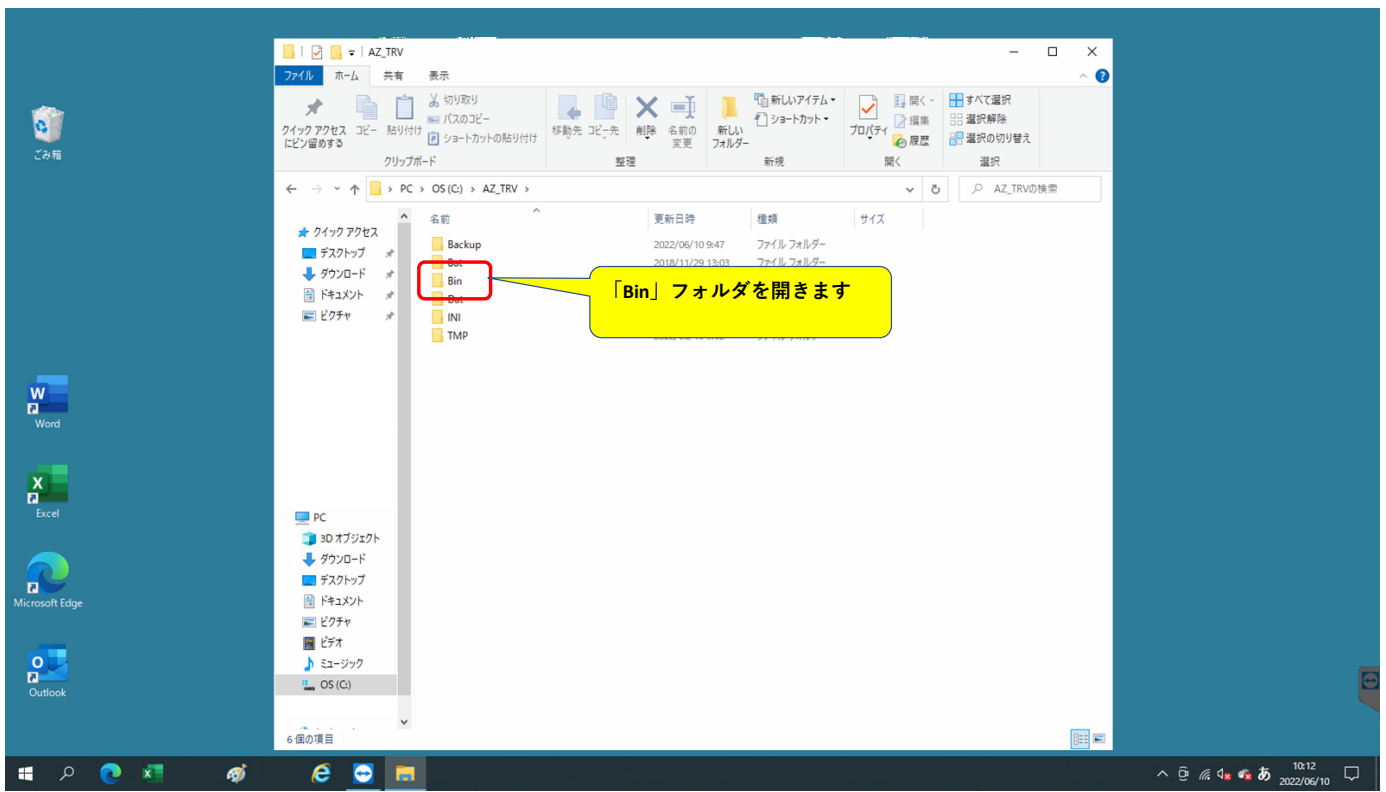 AZ_TRV
ファイル ホーム 共有 表示
クイック アクセス
にピン留めする
コピー
貼り付け
切り取り
パスのコピー
ショートカットの貼り付け
クリップボード
移動先 コピー先
削除
名前の
変更
整理
新しい
フォルダー
新しいアイテム
ショートカット
新規
プロパティ
開く
編集
履歴
開く
すべて選択
選択解除
選択の切り替え
選択
PC › OS (C:) › AZ_TRV ›
AZ_TRVの検索
名前 更新日時 種類 サイズ
Backup 2022/06/10 9:47 ファイル フォルダー
2018/11/29 13:03 ファイル フォルダー
Bin
INI
TMP
「Bin」フォルダを開きます
クイック アクセス
デスクトップ
ダウンロード
ドキュメント
ピクチャ
PC
3D オブジェクト
ダウンロード
デスクトップ
ドキュメント
ピクチャ
ビデオ
ミュージック
OS (C:)
6 個の項目
ごみ箱
Word
Excel
Microsoft Edge
Outlook
あ
10:12
2022/06/10